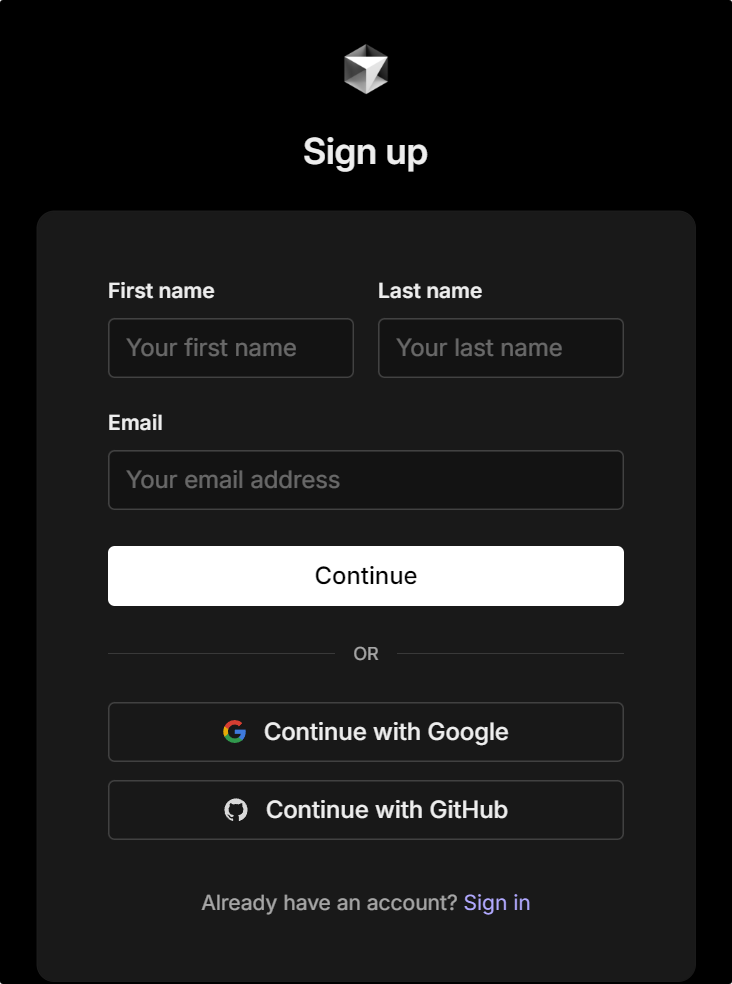 Sign up
First name
Last name
Your first name
Your last name
Email
Your email address
Continue
OR
Continue with Google
Continue with GitHub
Already have an account? Sign in